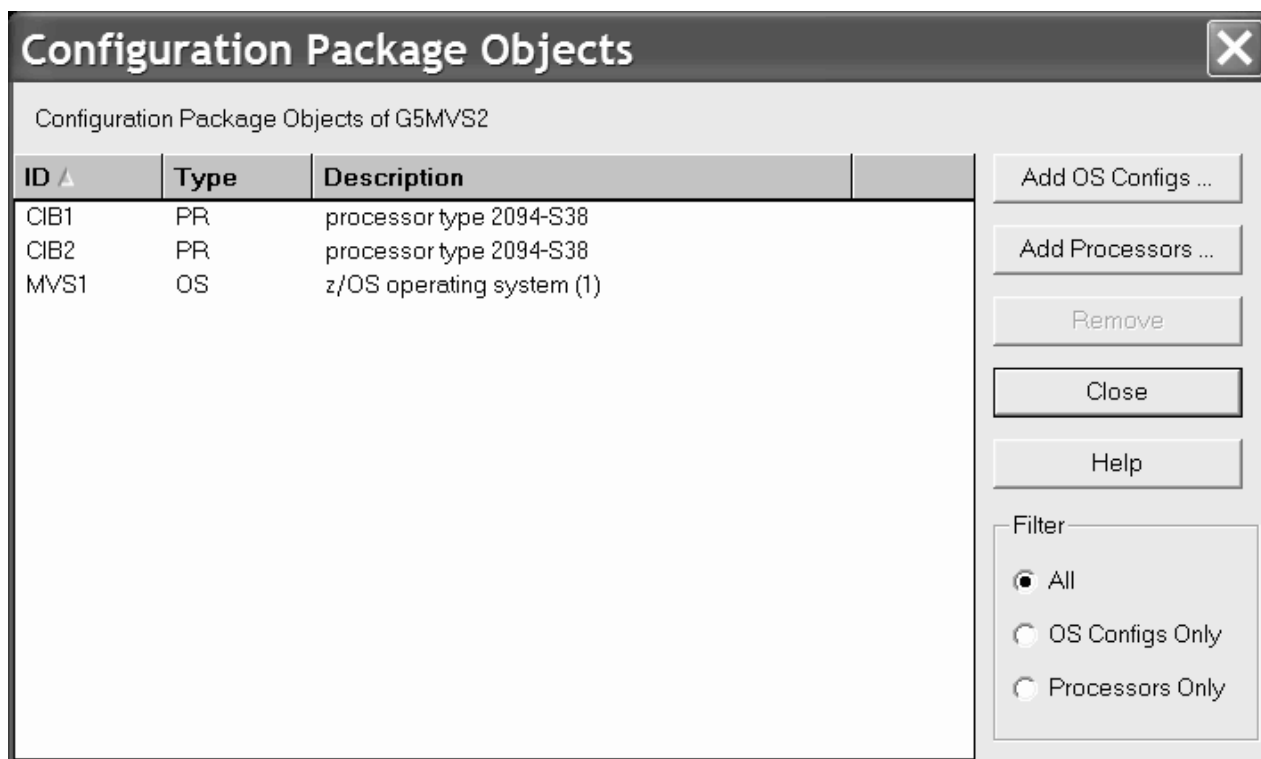 Configuration Package Objects
Configuration Package Objects of G5MVS2
ID Type Description
CIB1 PR processor type 2094-S38
CIB2 PR processor type 2094-S38
MVS1 OS z/OS operating system (1)
Add OS Configs ...
Add Processors ...
Remove
Close
Help
Filter
All
OS Configs Only
Processors Only